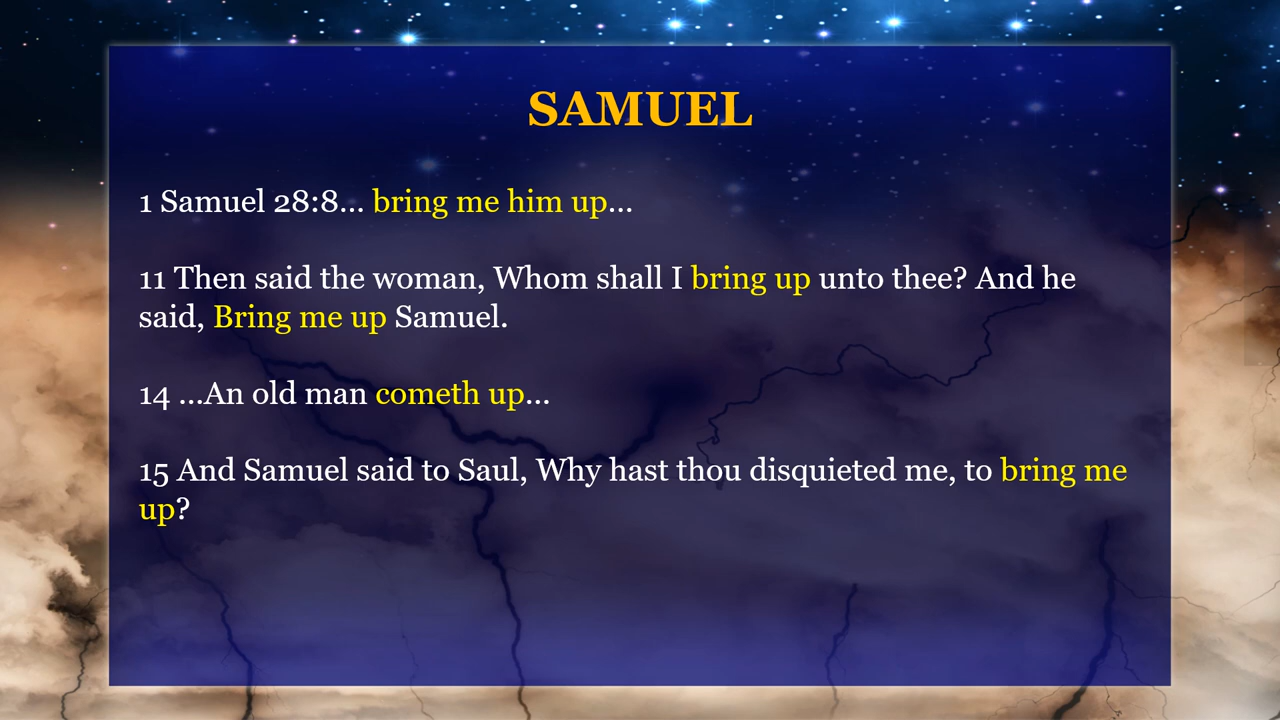 SAMUEL
1 Samuel 28:8... bring me him up...
11 Then said the woman, Whom shall I bring up unto thee? And he
said, Bring me up Samuel.
14 ...An old man cometh up...
15 And Samuel said to Saul, Why hast thou disquieted me, to bring me
up?